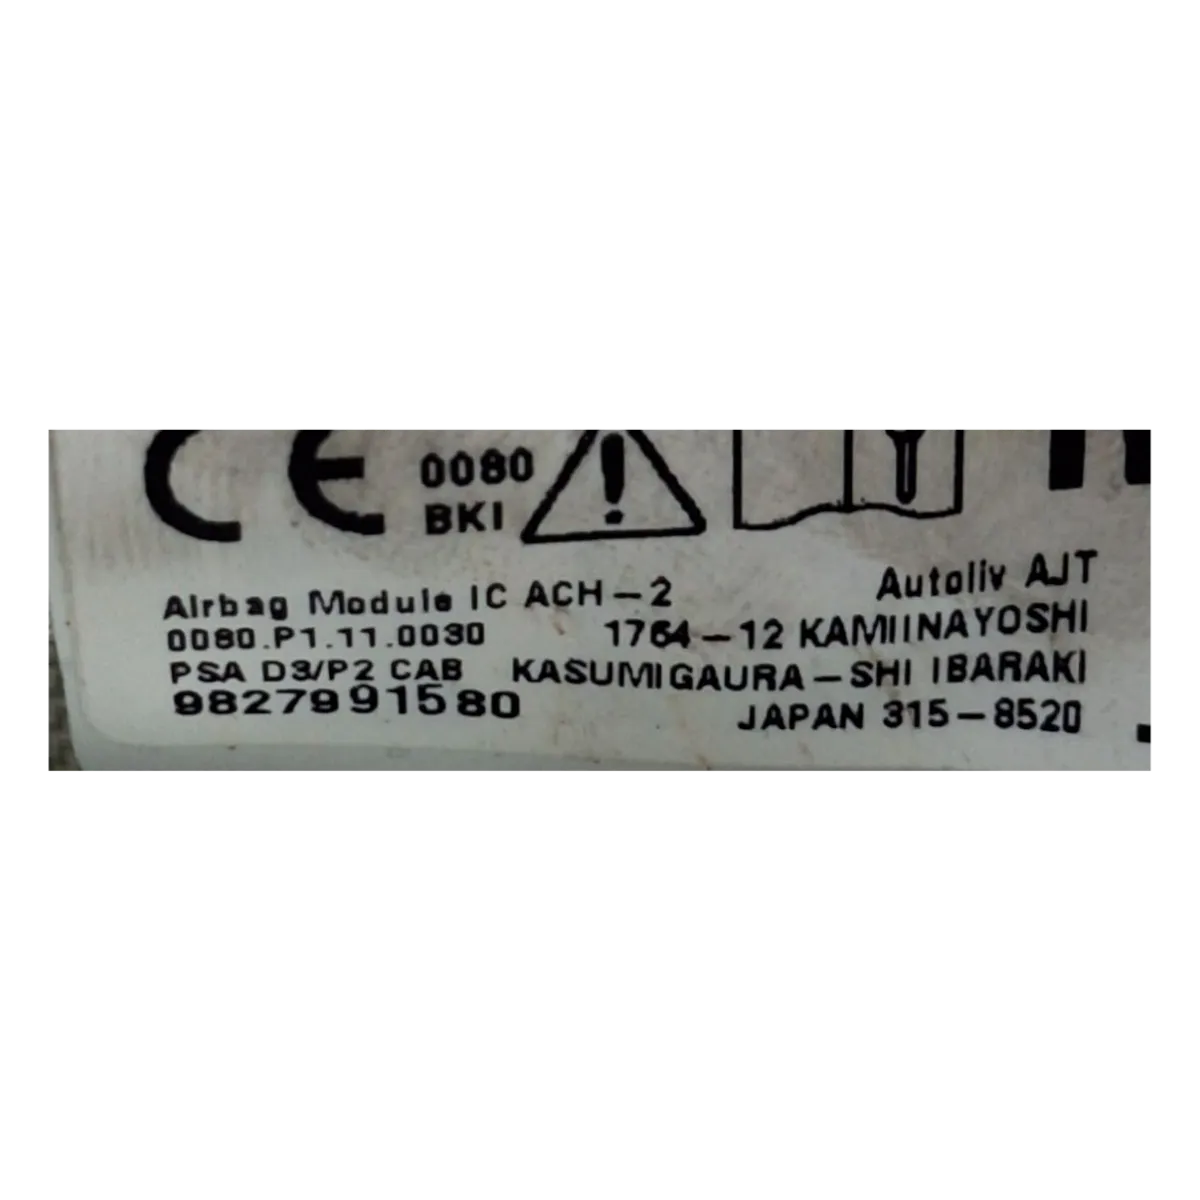 CE 0080
BKI
Airbag Module IC ACH-2
0080.P1.11.0030
PSA D3/P2 CAB
98279991580
Autoliv AJT
1764-12 KAMIINAYOSHI
KASUMIGAURA-SHI IBARAKI
JAPAN 315-8520